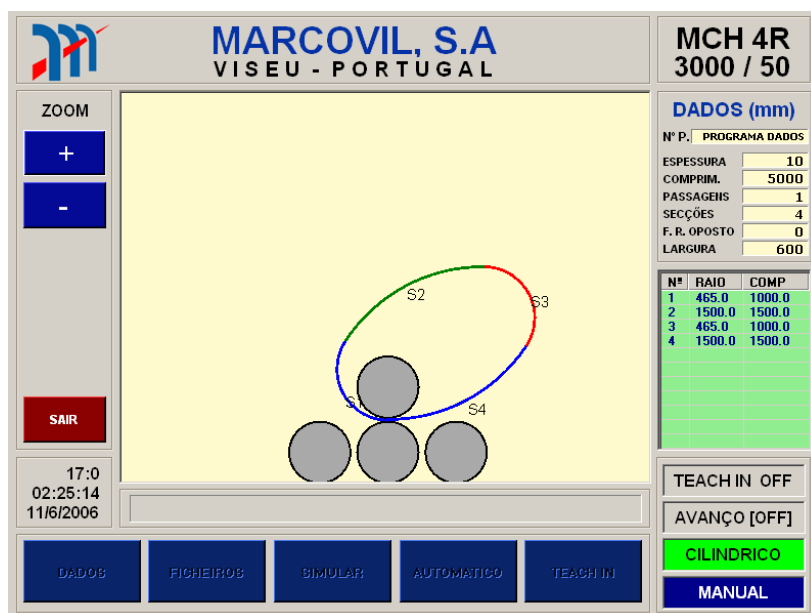 MARCOVIL, S.A
VISEU - PORTUGAL
MCH 4R
3000 / 50
ZOOM
+
-
SAIR
17:0
02:25:14
11/6/2006
S2
S3
S1
S4
DADOS (mm)
Nº P. PROGRAMA DADOS
ESPESSURA 10
COMPRIM. 5000
PASSAGENS 1
SECÇÕES 4
F. R. OPOSTO 0
LARGURA 600
Nº RAIO COMP
1 465.0 1000.0
2 1500.0 1500.0
3 465.0 1000.0
4 1500.0 1500.0
TEACH IN OFF
AVANÇO [OFF]
CILINDRICO
MANUAL
DADOS FICHEIROS SIMULAR AUTOMATICO TEACH IN